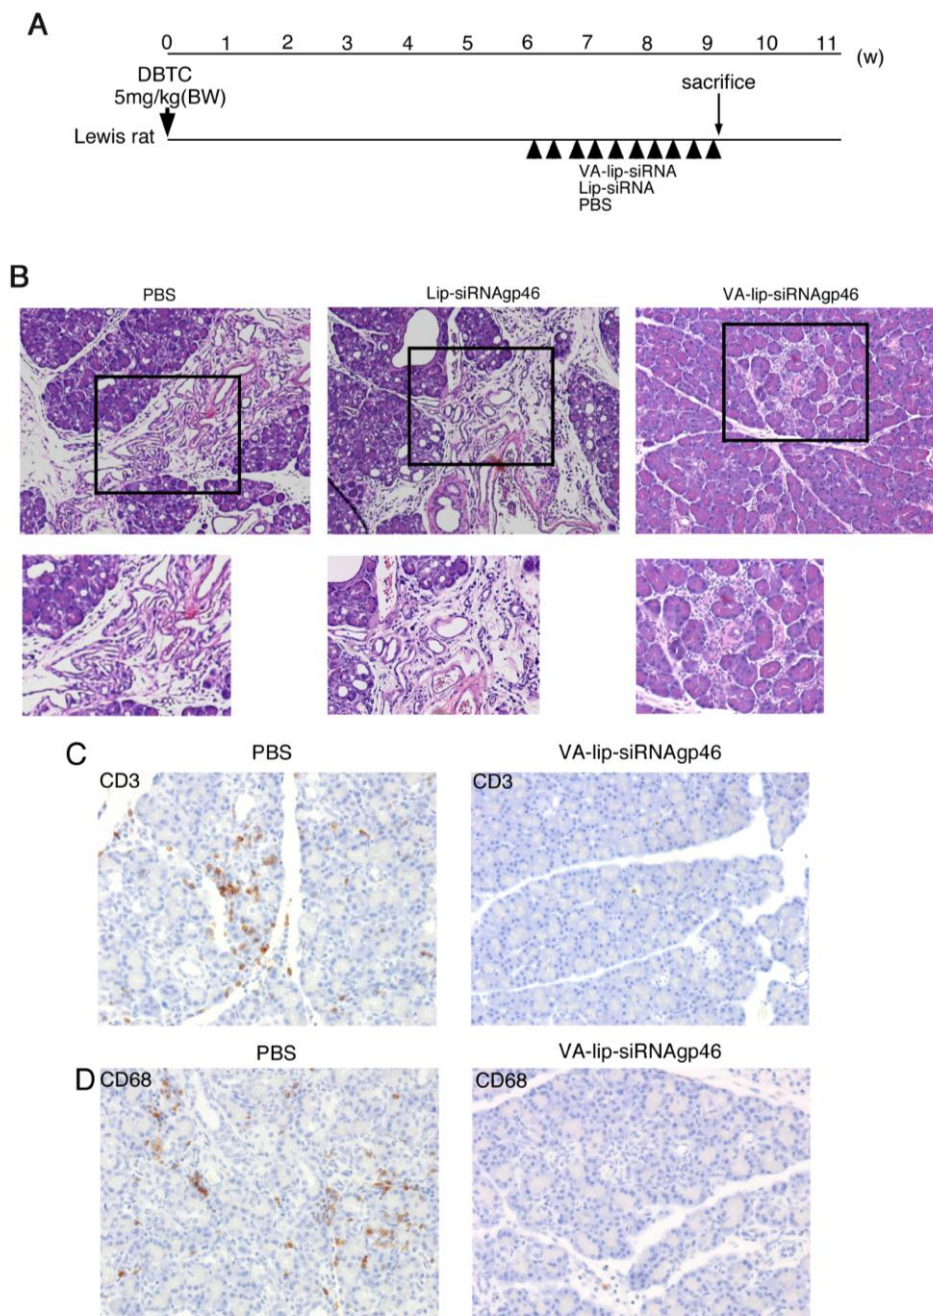 A
0 1 2 3 4 5 6 7 8 9 10 11
(w)
DBTC
5mg/kg(BW)
sacrifice
Lewis rat
VA-lip-siRNA
Lip-siRNA
PBS
B
PBS Lip-siRNAgp46 VA-lip-siRNAgp46
C PBS VA-lip-siRNAgp46
CD3 CD3
PBS VA-lip-siRNAgp46
D CD68 CD68